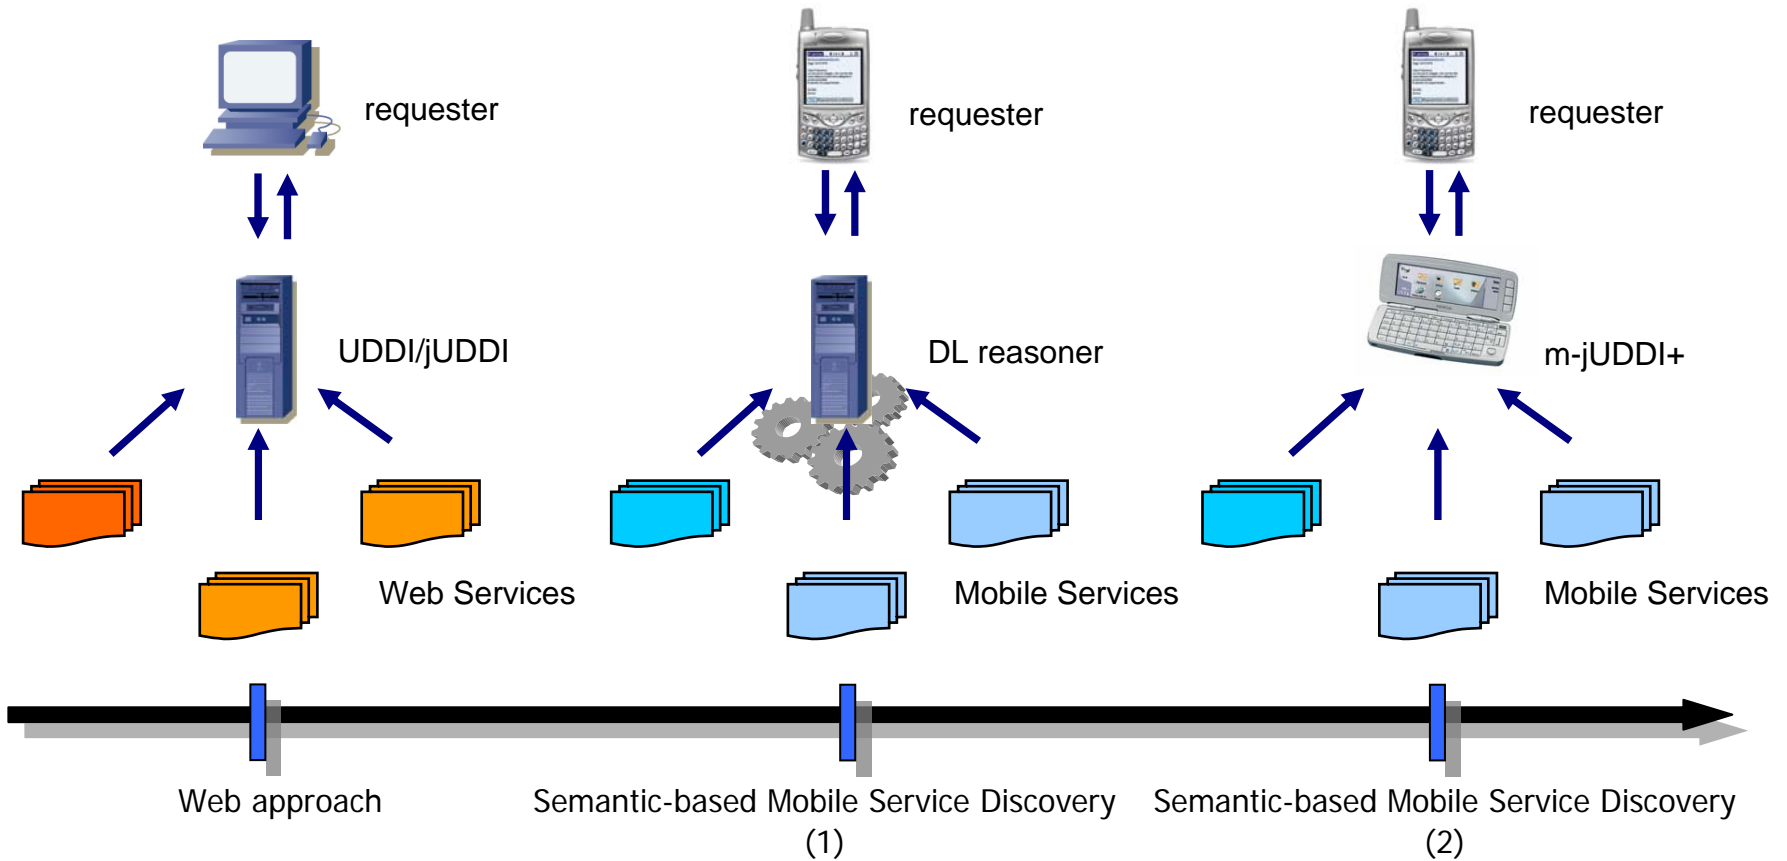 requester
requester
requester
UDDI/jUDDI
DL reasoner
m-jUDDI+
Web Services
Mobile Services
Mobile Services
Web approach
Semantic-based Mobile Service Discovery
(1)
Semantic-based Mobile Service Discovery
(2)